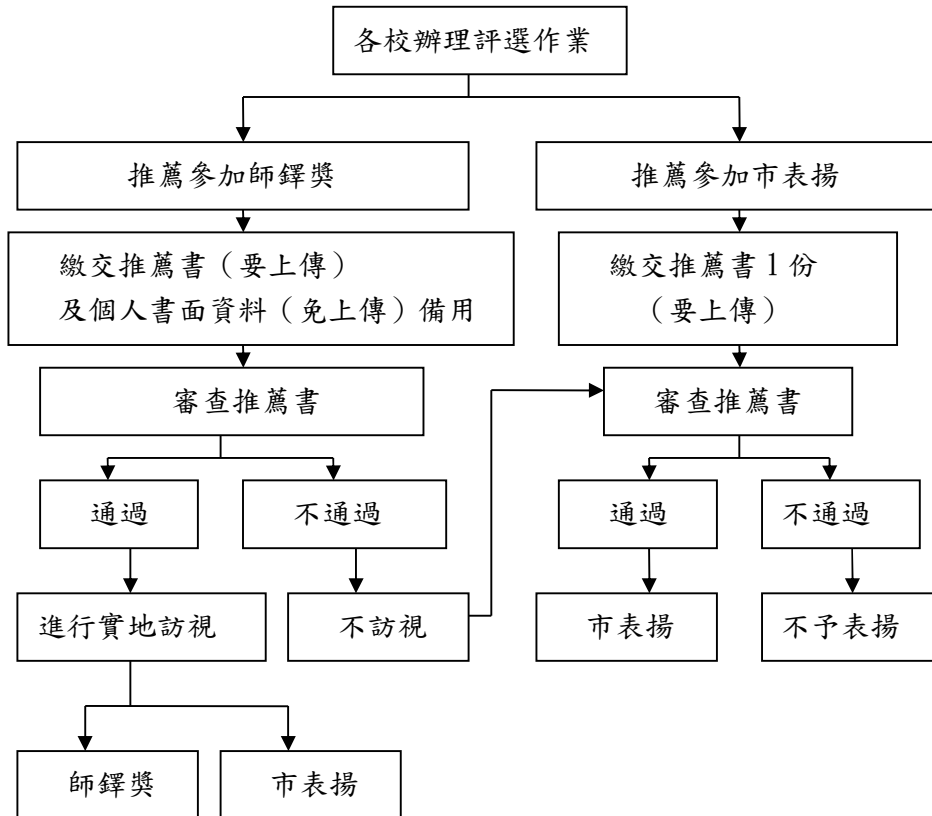 各校辦理評選作業
推薦參加師鐸獎
推薦參加市表揚
繳交推薦書（要上傳）
及個人書面資料（免上傳）備用
繳交推薦書1份
（要上傳）
審查推薦書
審查推薦書
通過
不通過
通過
不通過
進行實地訪視
不訪視
市表揚
不予表揚
師鐸獎
市表揚